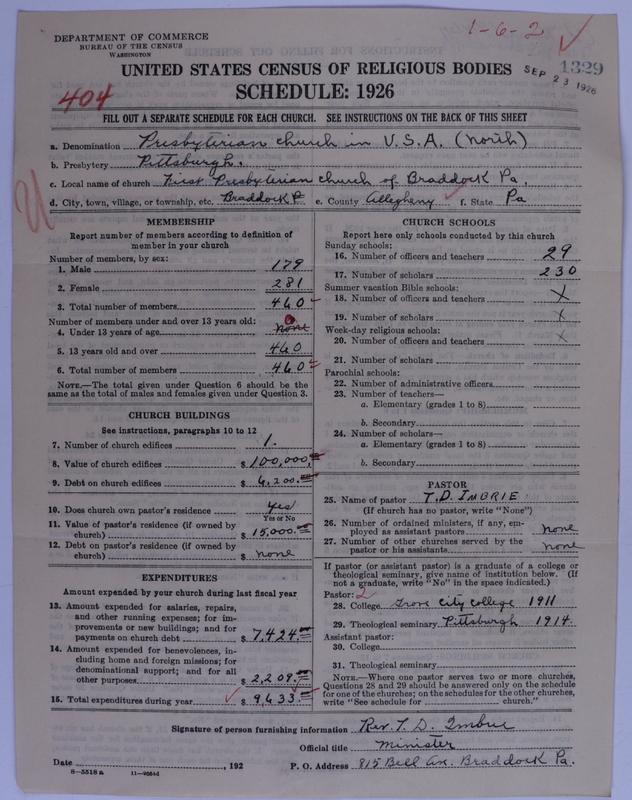 1-6-2
DEPARTMENT OF COMMERCE
BUREAU OF THE CENSUS
WASHINGTON
UNITED STATES CENSUS OF RELIGIOUS BODIES
SEP 23 1926
1329
404
SCHEDULE: 1926
FILL OUT A SEPARATE SCHEDULE FOR EACH CHURCH. SEE INSTRUCTIONS ON THE BACK OF THIS SHEET
a. Denomination Presbyterian church in U.S.A. (North)
b. Presbytery Pittsburgh.
c. Local name of church First Presbyterian church of Braddock Pa.
d. City, town, village, or township, etc. Braddock Pa e. County Allegheny f. State Pa
MEMBERSHIP
Report number of members according to definition of
member in your church
Number of members, by sex:
1. Male 179
2. Female 281
3. Total number of members 460
Number of members under and over 13 years old:
4. Under 13 years of age none 0
5. 13 years old and over 460
6. Total number of members 460
NOTE.—The total given under Question 6 should be
same as the total of males and females given under Question 3.
CHURCH BUILDINGS
See instructions, paragraphs 10 to 12
7. Number of church edifices 1.
8. Value of church edifices $ 100,000.
9. Debt on church edifices $ 6,200.
10. Does church own pastor's residence yes
Yes or No
11. Value of pastor's residence (if owned by
church) $ 15,000.
12. Debt on pastor's residence (if owned by
church) $ none
EXPENDITURES
Amount expended by your church during last fiscal year
13. Amount expended for salaries, repairs,
and other running expenses; for im-
provements or new buildings; and for
payments on church debt $ 7,424.
14. Amount expended for benevolences, in-
cluding home and foreign missions; for
denominational support; and for all
other purposes $ 2,209.
15. Total expenditures during year $ 9,633.
CHURCH SCHOOLS
Report here only schools conducted by this church
Sunday schools:
16. Number of officers and teachers 29
17. Number of scholars 230
Summer vacation Bible schools:
18. Number of officers and teachers X
19. Number of scholars X
Week-day religious schools:
20. Number of officers and teachers X
21. Number of scholars
Parochial schools:
22. Number of administrative officers
23. Number of teachers—
a. Elementary (grades 1 to 8)
b. Secondary
24. Number of scholars—
a. Elementary (grades 1 to 8)
b. Secondary
PASTOR
25. Name of pastor T.D. IMBRIE
(If church has no pastor, write "None")
26. Number of ordained ministers, if any, em-
ployed as assistant pastors none
27. Number of other churches served by the
pastor or his assistants none
If pastor (or assistant pastor) is a graduate of a college or
theological seminary, give name of institution below. (If
not a graduate, write "No" in the space indicated.)
Pastor: 2
28. College Grove City College 1911
29. Theological seminary Pittsburgh 1914.
Assistant pastor:
30. College
31. Theological seminary
NOTE.—Where one pastor serves two or more churches,
Questions 28 and 29 should be answered only on the schedule
for one of the churches; on the schedules for the other churches,
write "See schedule for church."
Signature of person furnishing information Rev. T. D. Imbrie
Official title Minister
Date , 192 P. O. Address 815 Bell Av. Braddock Pa.
8-5518a